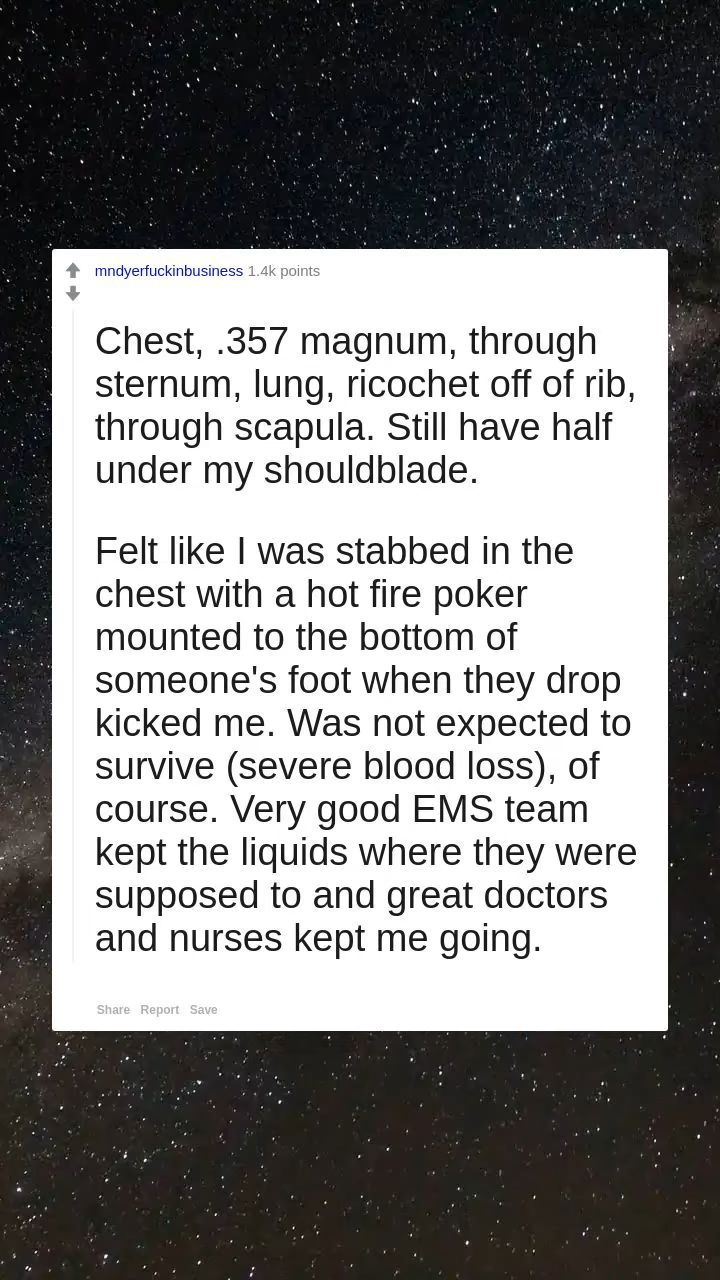 mndyerfuckinbusiness 1.4k points
Chest, .357 magnum, through
sternum, lung, ricochet off of rib,
through scapula. Still have half
under my shouldblade.
Felt like I was stabbed in the
chest with a hot fire poker
mounted to the bottom of
someone's foot when they drop
kicked me. Was not expected to
survive (severe blood loss), of
course. Very good EMS team
kept the liquids where they were
supposed to and great doctors
and nurses kept me going.
Share Report Save